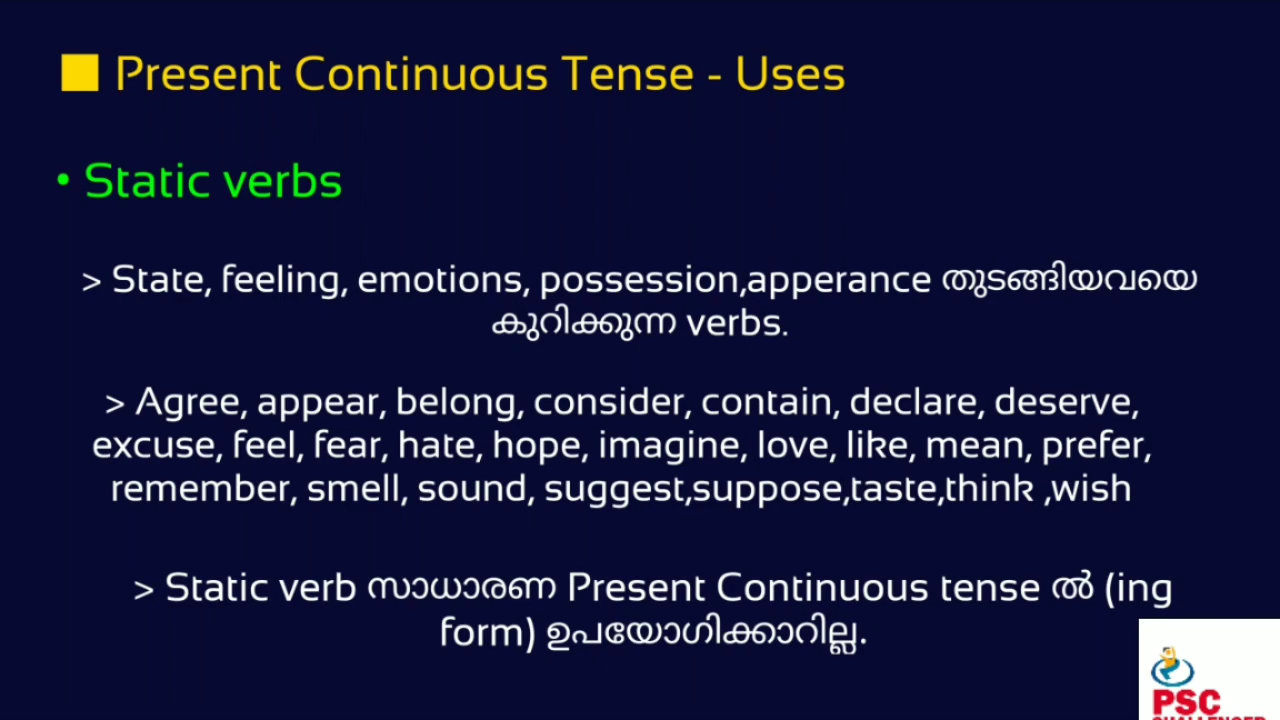 Present Continuous Tense - Uses
• Static verbs
> State, feeling, emotions, possession,apperance തുടങ്ങിയവയെ
കുറിക്കുന്ന verbs.
> Agree, appear, belong, consider, contain, declare, deserve,
excuse, feel, fear, hate, hope, imagine, love, like, mean, prefer,
remember, smell, sound, suggest,suppose,taste,think ,wish
> Static verb സാധാരണ Present Continuous tense ൽ (ing
form) ഉപയോഗിക്കാറില്ല.
PSC